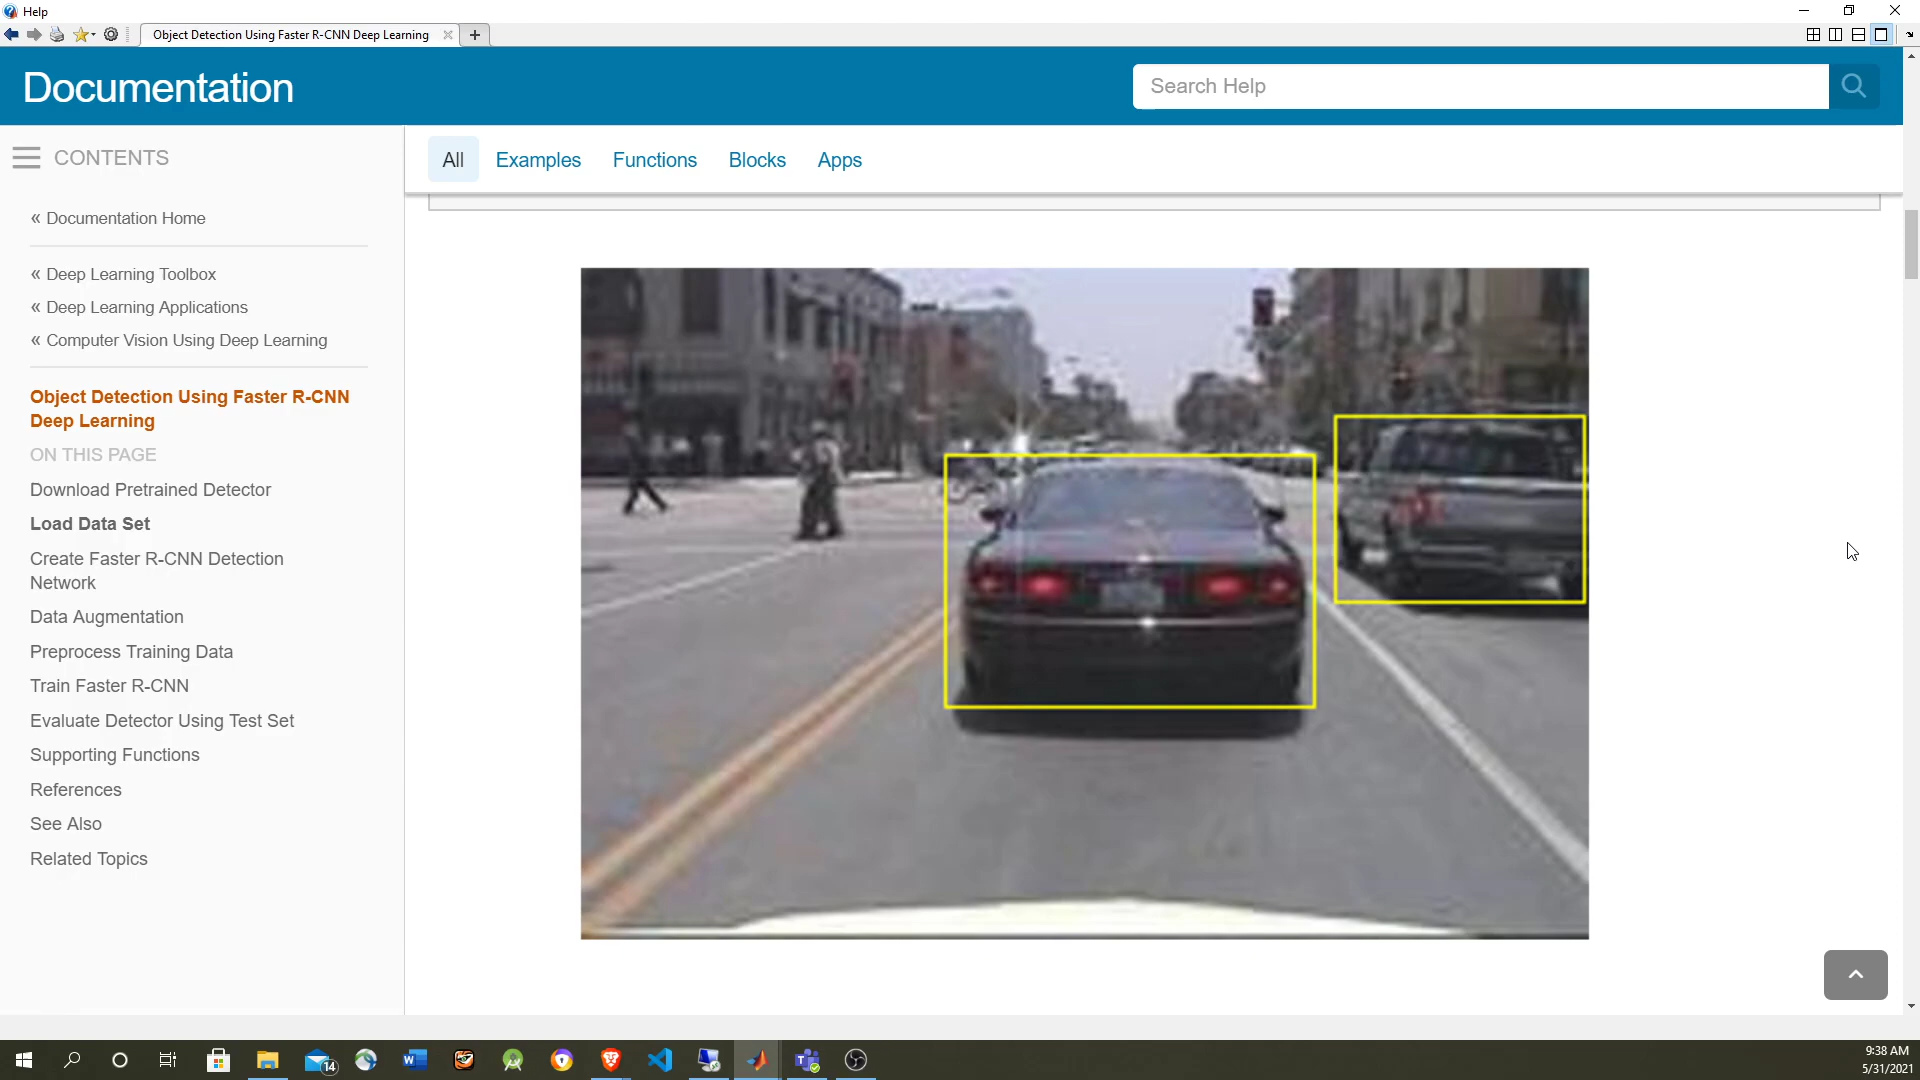 Help
Object Detection Using Faster R-CNN Deep Learning
Documentation
Search Help
CONTENTS
All Examples Functions Blocks Apps
« Documentation Home
« Deep Learning Toolbox
« Deep Learning Applications
« Computer Vision Using Deep Learning
Object Detection Using Faster R-CNN
Deep Learning
ON THIS PAGE
Download Pretrained Detector
Load Data Set
Create Faster R-CNN Detection
Network
Data Augmentation
Preprocess Training Data
Train Faster R-CNN
Evaluate Detector Using Test Set
Supporting Functions
References
See Also
Related Topics
14
9:38 AM
5/31/2021